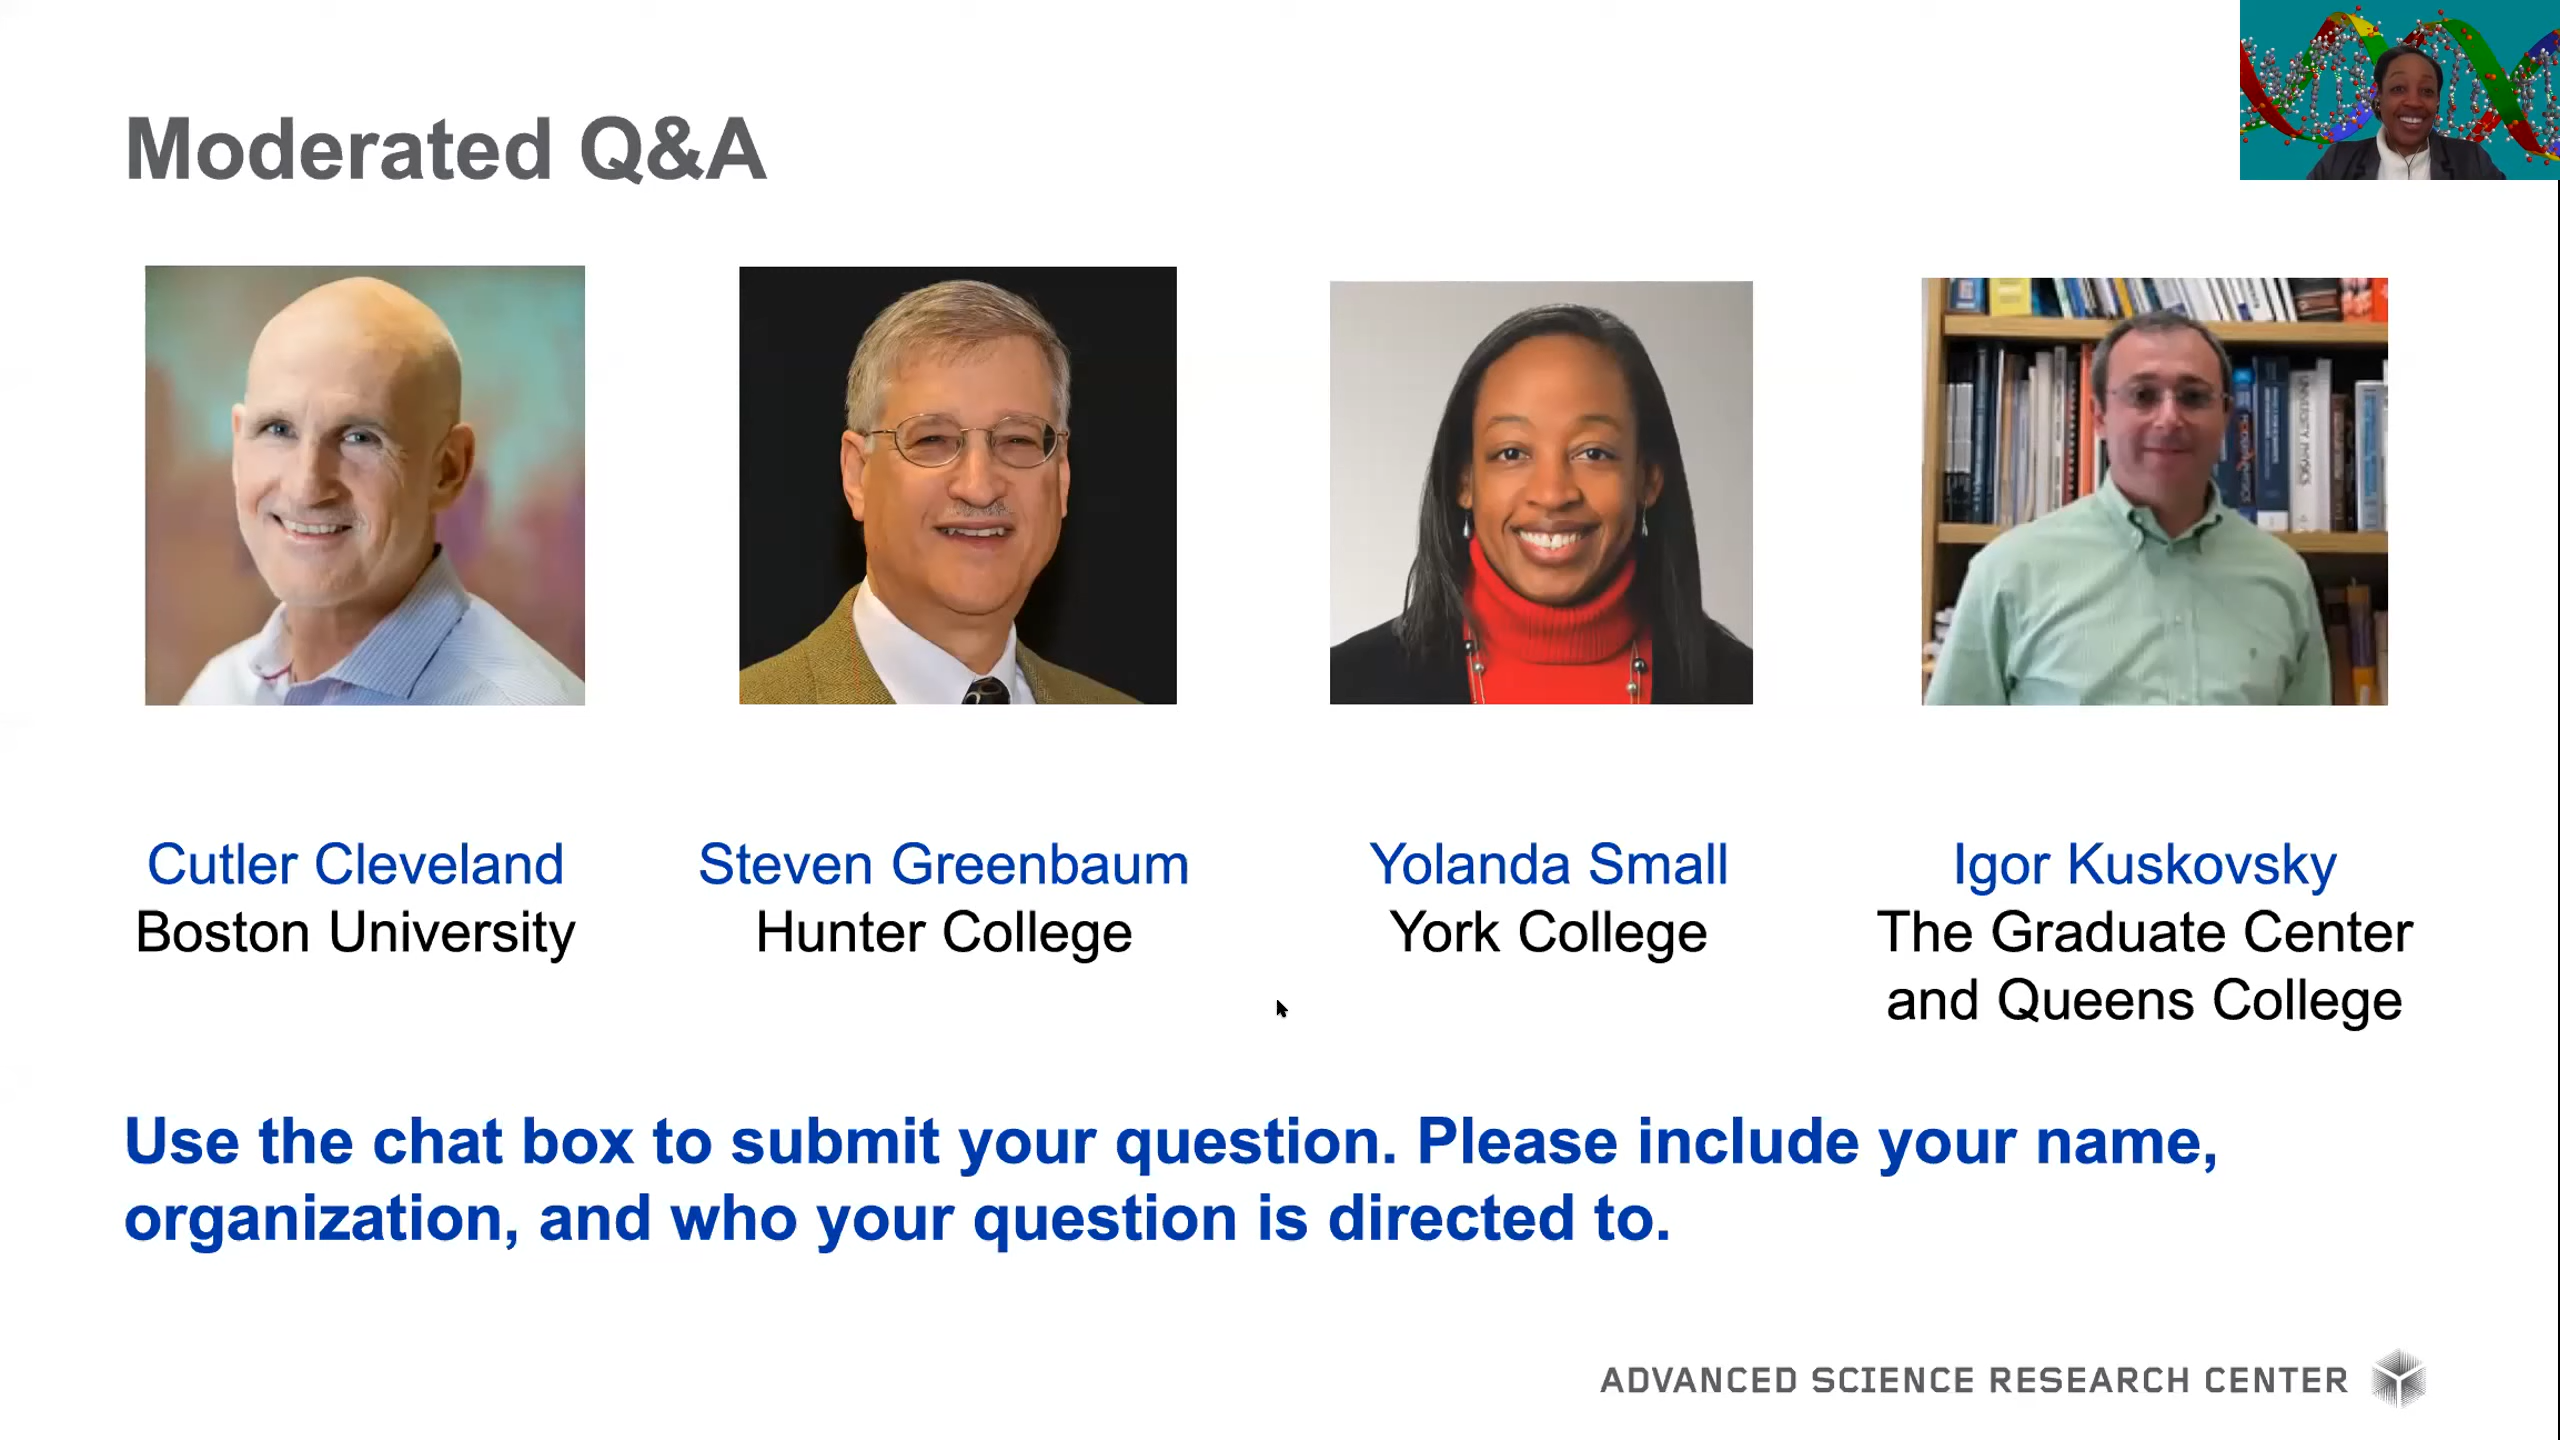 Moderated Q&A
Cutler Cleveland
Boston University
Steven Greenbaum
Hunter College
Yolanda Small
York College
Igor Kuskovsky
The Graduate Center
and Queens College
Use the chat box to submit your question. Please include your name,
organization, and who your question is directed to.
ADVANCED SCIENCE RESEARCH CENTER
UNIVERSITY PHYSICS